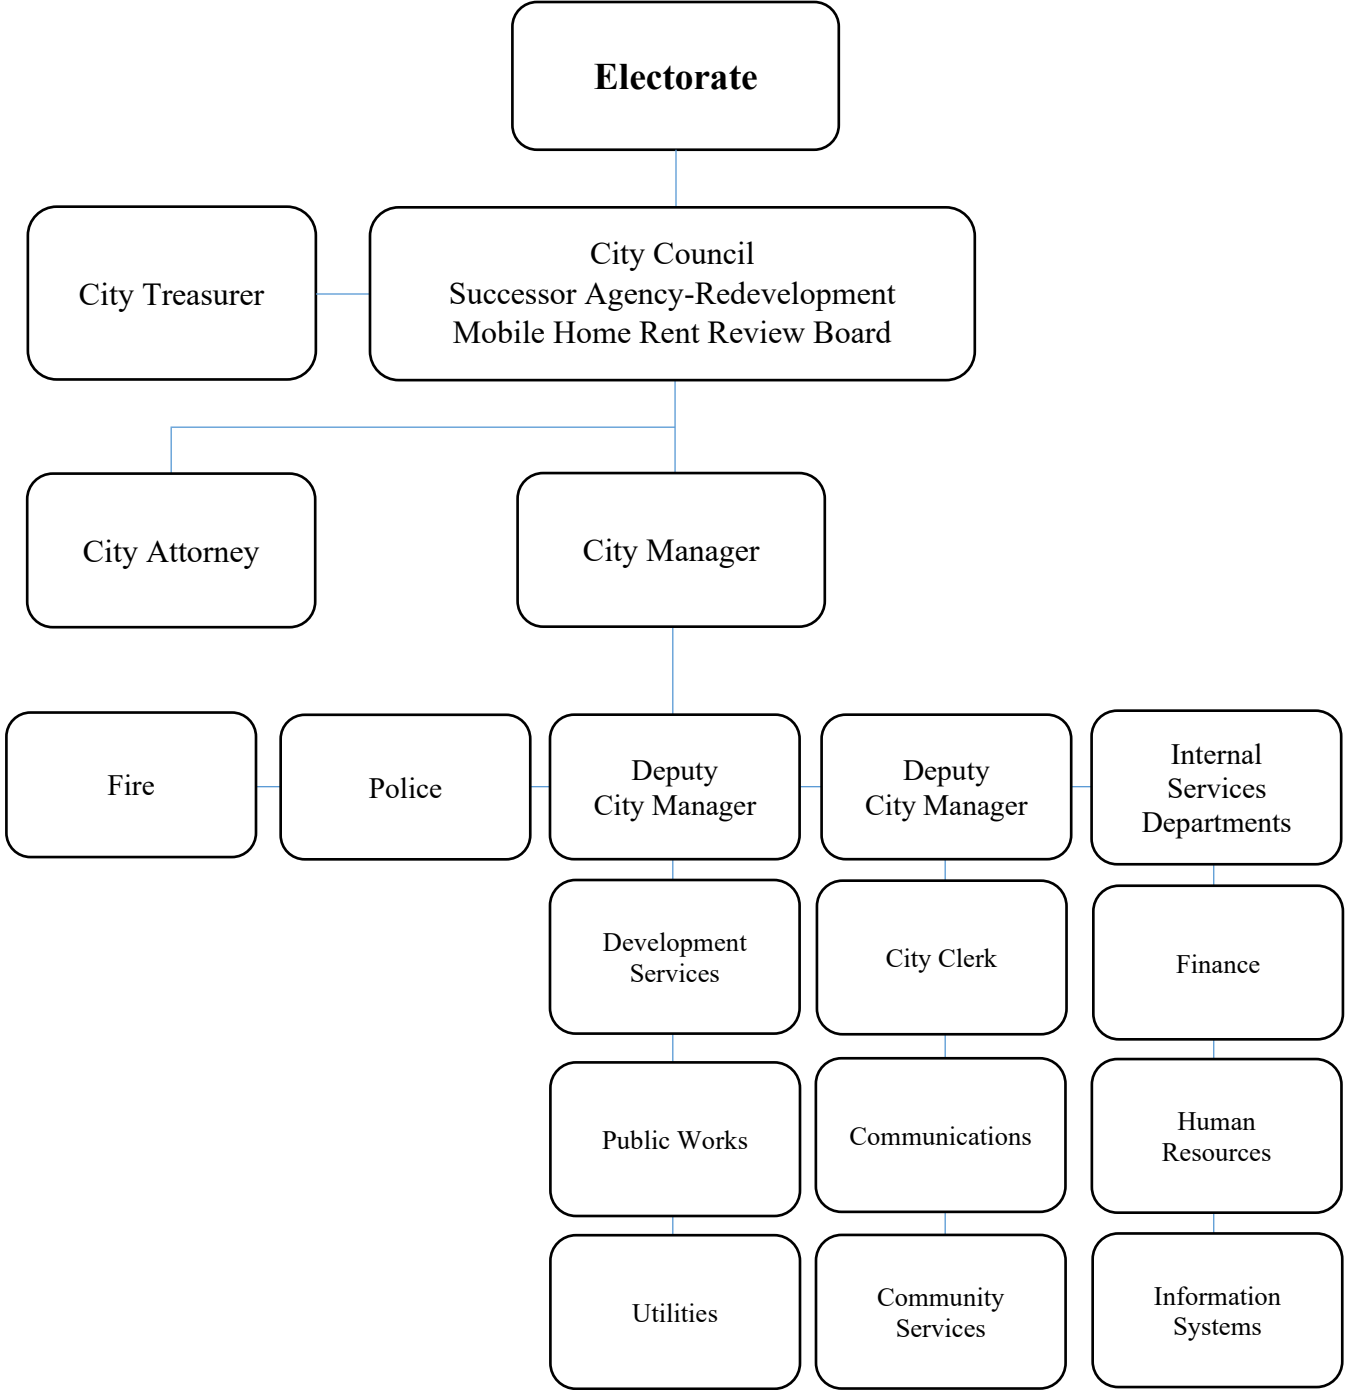 Electorate
City Treasurer
City Council
Successor Agency-Redevelopment
Mobile Home Rent Review Board
City Attorney
City Manager
Fire
Police
Deputy
City Manager
Deputy
City Manager
Internal
Services
Departments
Development
Services
City Clerk
Finance
Public Works
Communications
Human
Resources
Utilities
Community
Services
Information
Systems